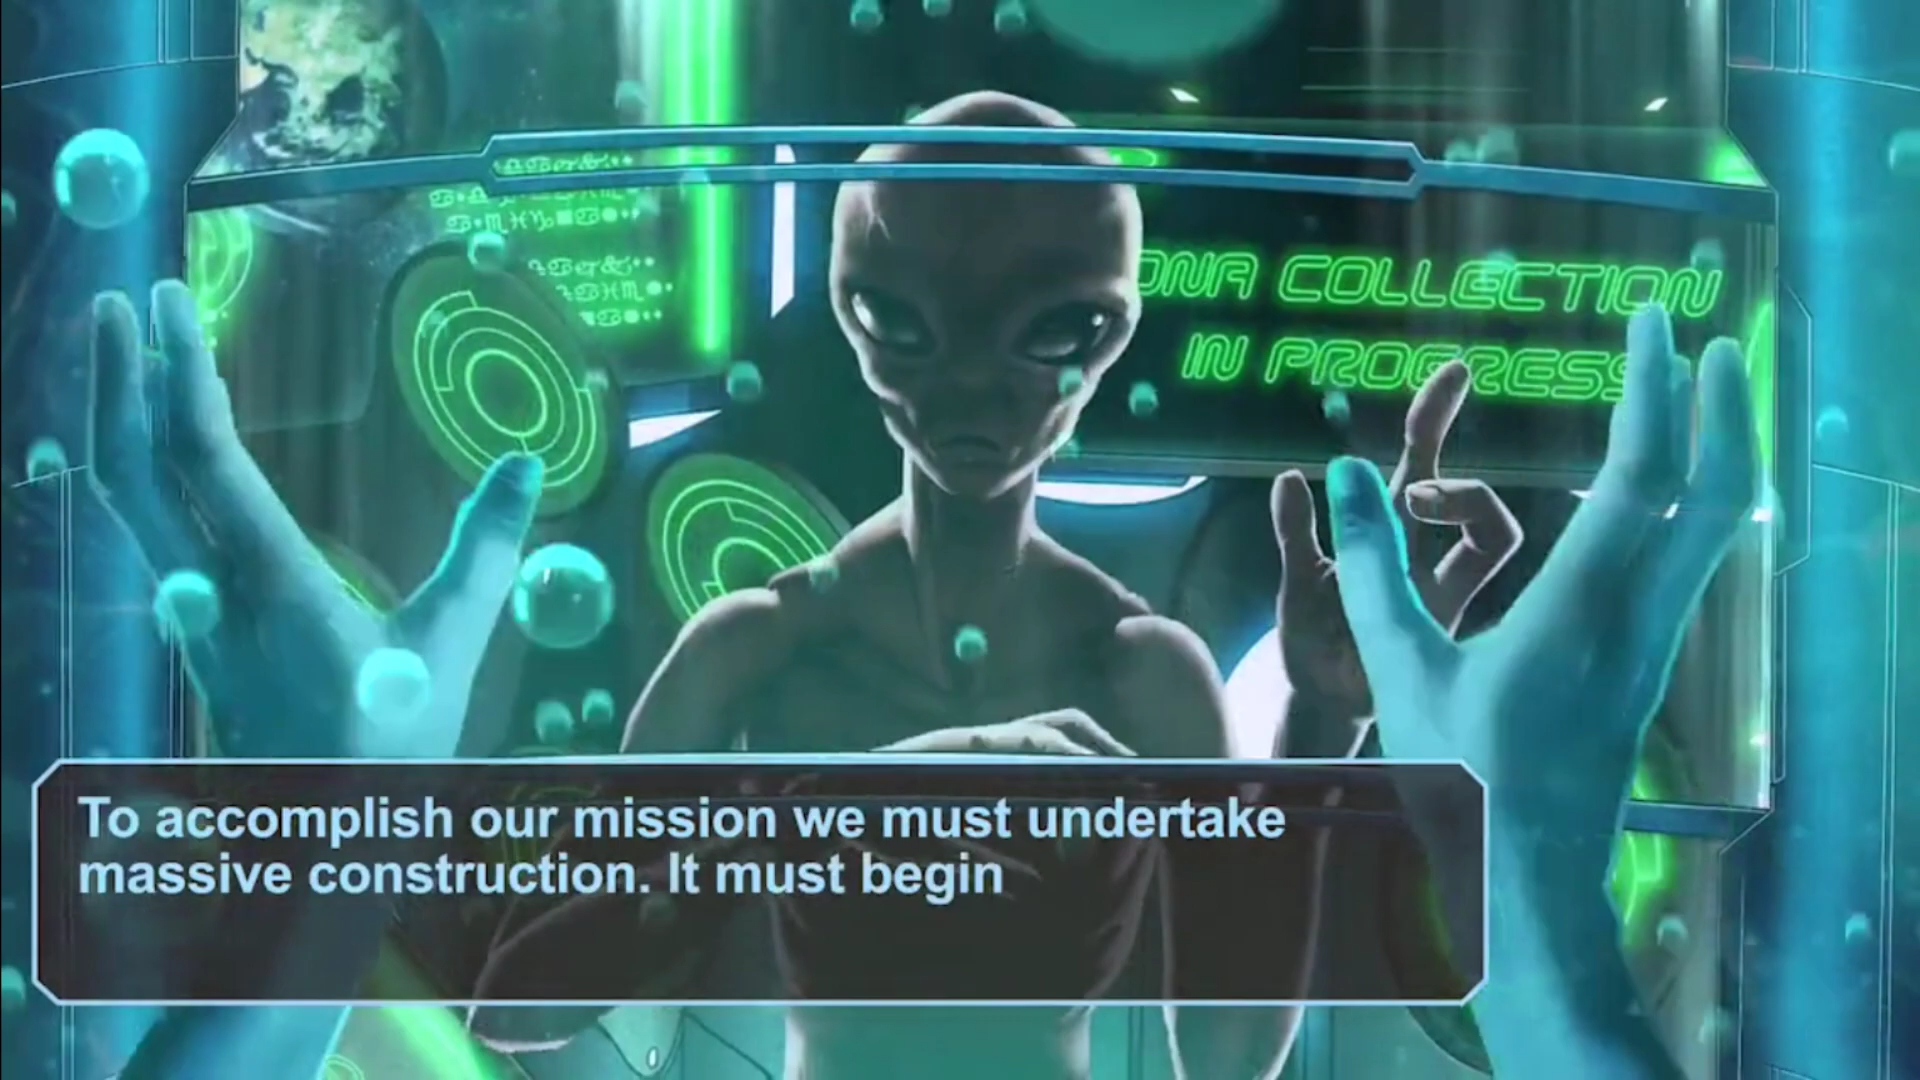 DNA COLLECTION
IN PROGRESS
To accomplish our mission we must undertake
massive construction. It must begin